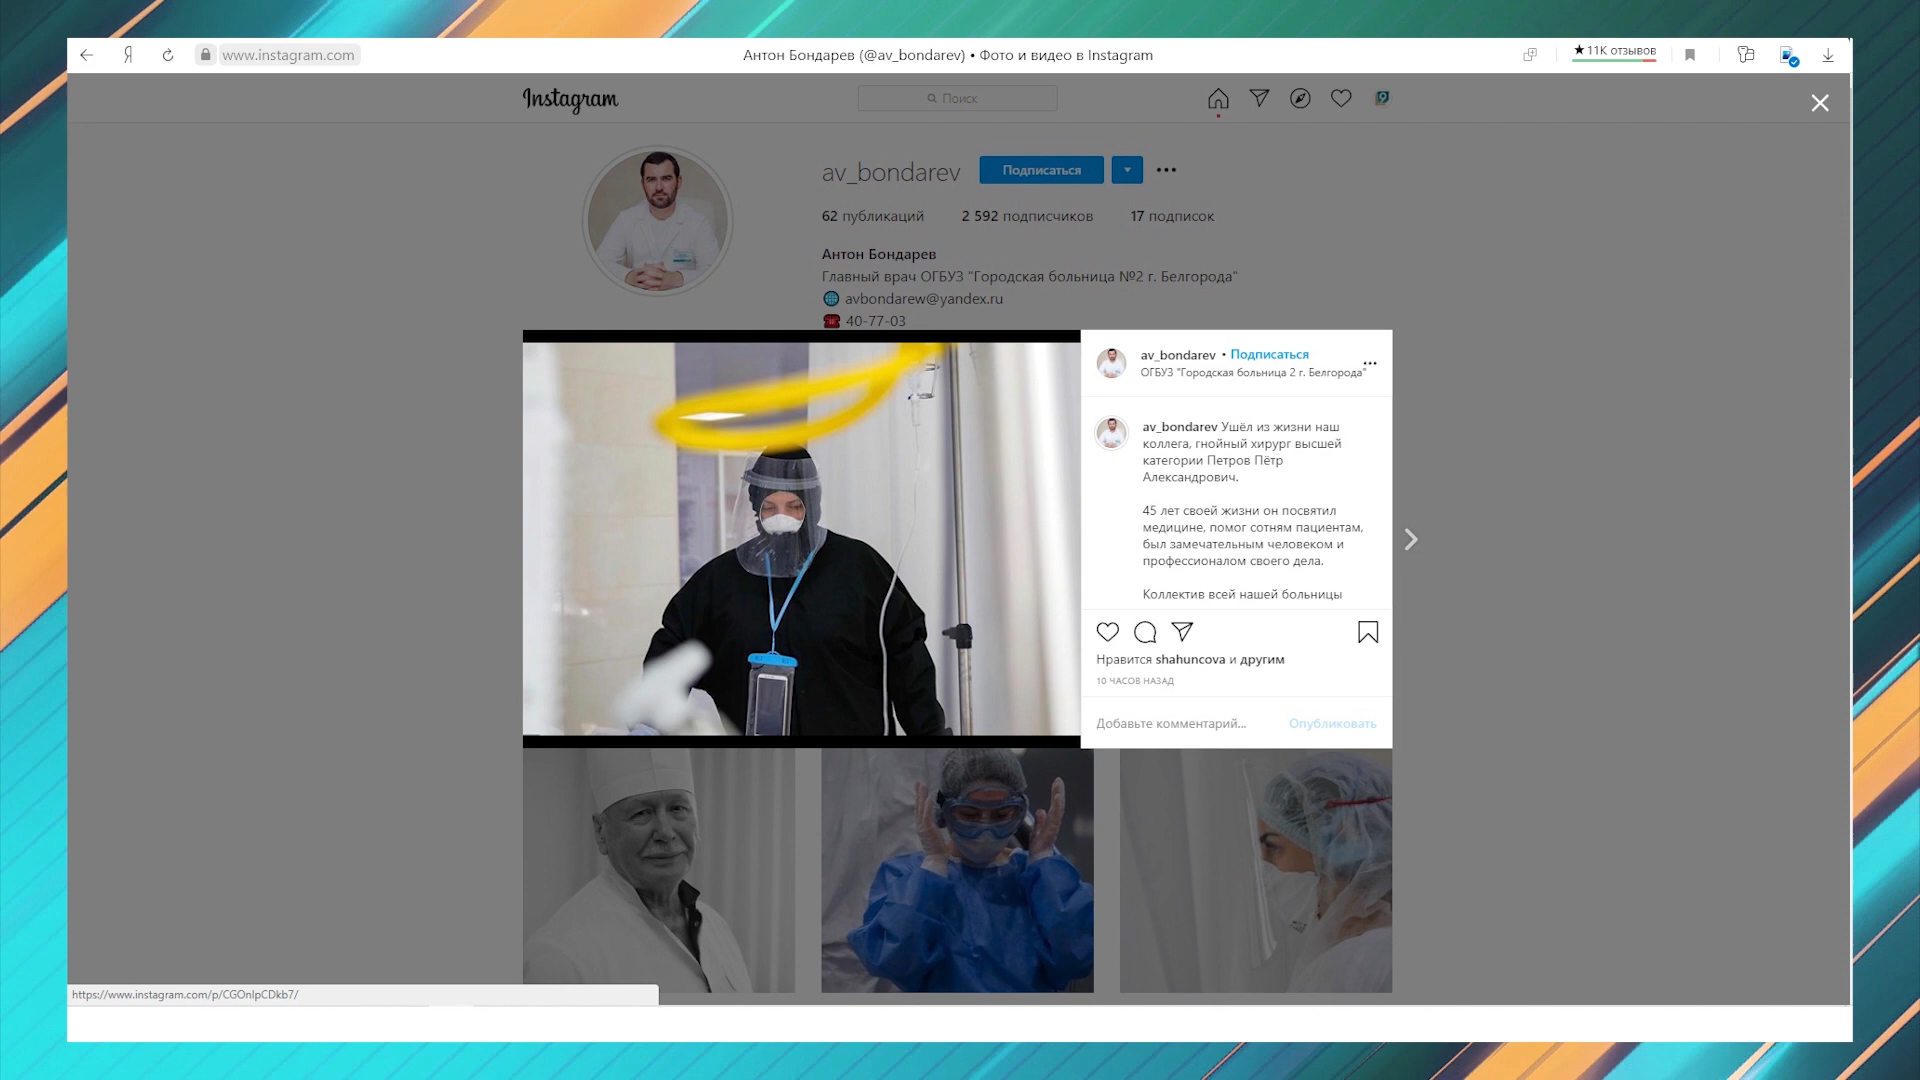 Я
www.instagram.com
Антон Бондарев (@av_bondarev) • Фото и видео в Instagram
★ 11К отзывов
Instagram
Поиск
av_bondarev
Подписаться
62 публикаций 2 592 подписчиков 17 подписок
Антон Бондарев
Главный врач ОГБУЗ "Городская больница №2 г. Белгорода"
avbondarew@yandex.ru
40-77-03
av_bondarev • Подписаться
ОГБУЗ "Городская больница 2 г. Белгорода"
av_bondarev Ушёл из жизни наш
коллега, гнойный хирург высшей
категории Петров Пётр
Александрович.
45 лет своей жизни он посвятил
медицине, помог сотням пациентам,
был замечательным человеком и
профессионалом своего дела.
Коллектив всей нашей больницы
Нравится shahuncova и другим
10 ЧАСОВ НАЗАД
Добавьте комментарий...
Опубликовать
https://www.instagram.com/p/CGOnlpCDkb7/